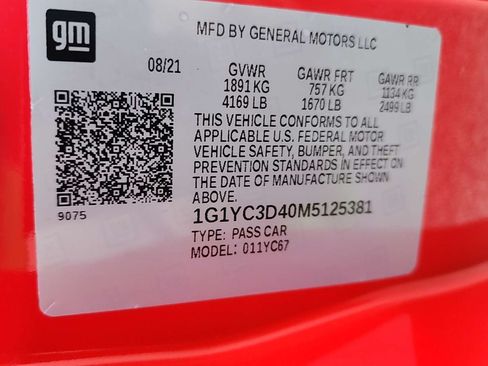 gm
MFD BY GENERAL MOTORS LLC
08/21 GVWR GAWR FRT GAWR RR
1891 KG 757 KG 1134 KG
4169 LB 1670 LB 2499 LB
THIS VEHICLE CONFORMS TO ALL
APPLICABLE U.S. FEDERAL MOTOR
VEHICLE SAFETY, BUMPER, AND THEFT
PREVENTION STANDARDS IN EFFECT ON
THE DATE OF MANUFACTURE SHOWN
ABOVE.
9075
1G1YC3D40M5125381
TYPE: PASS CAR
MODEL: 011YC67